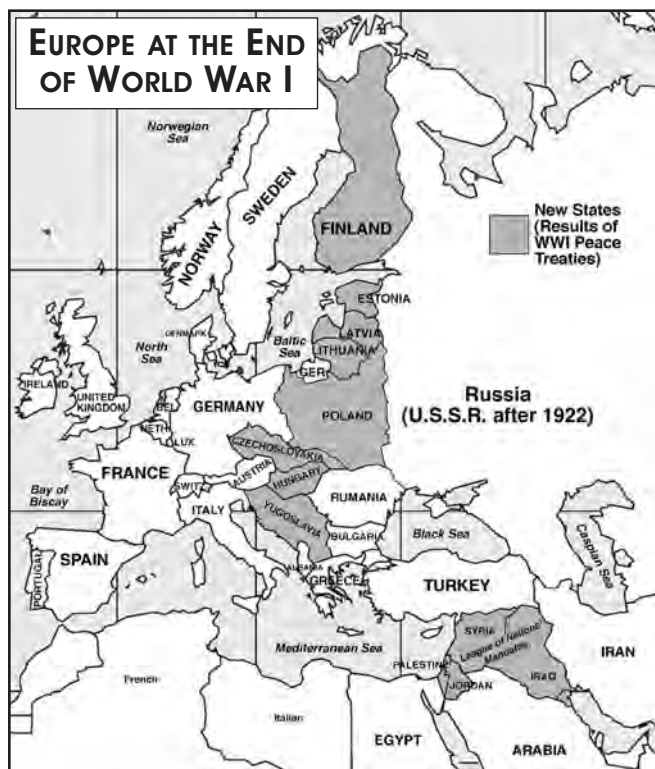 EUROPE AT THE END
OF WORLD WAR I
Norwegian
Sea
NORWAY
SWEDEN
FINLAND
New States
(Results of
WWI Peace
Treaties)
ESTONIA
LATVIA
LITHUANIA
DENMARK
Baltic
Sea
North
Sea
GER.
IRELAND
UNITED
KINGDOM
BEL.
NETH.
LUX.
GERMANY
POLAND
Russia
(U.S.S.R. after 1922)
CZECHOSLOVAKIA
FRANCE
SWIT.
AUSTRIA
HUNGARY
RUMANIA
Bay of
Biscay
ITALY
YUGOSLAVIA
BULGARIA
Black Sea
Caspian Sea
PORTUGAL
SPAIN
ALBANIA
GREECE
TURKEY
Mediterranean Sea
SYRIA
League of Nations
Mandates
IRAN
PALESTINE
JORDAN
IRAQ
French
Italian
EGYPT
ARABIA